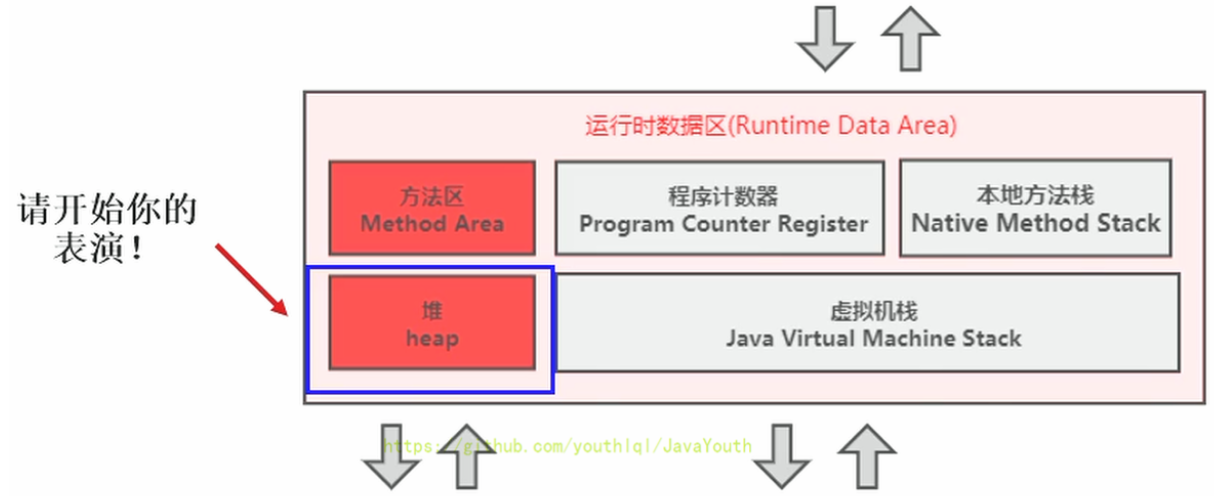 运行时数据区(Runtime Data Area)
方法区
Method Area
程序计数器
Program Counter Register
本地方法栈
Native Method Stack
请开始你的
表演！
堆
heap
虚拟机栈
Java Virtual Machine Stack
https://github.com/youthlql/JavaYouth